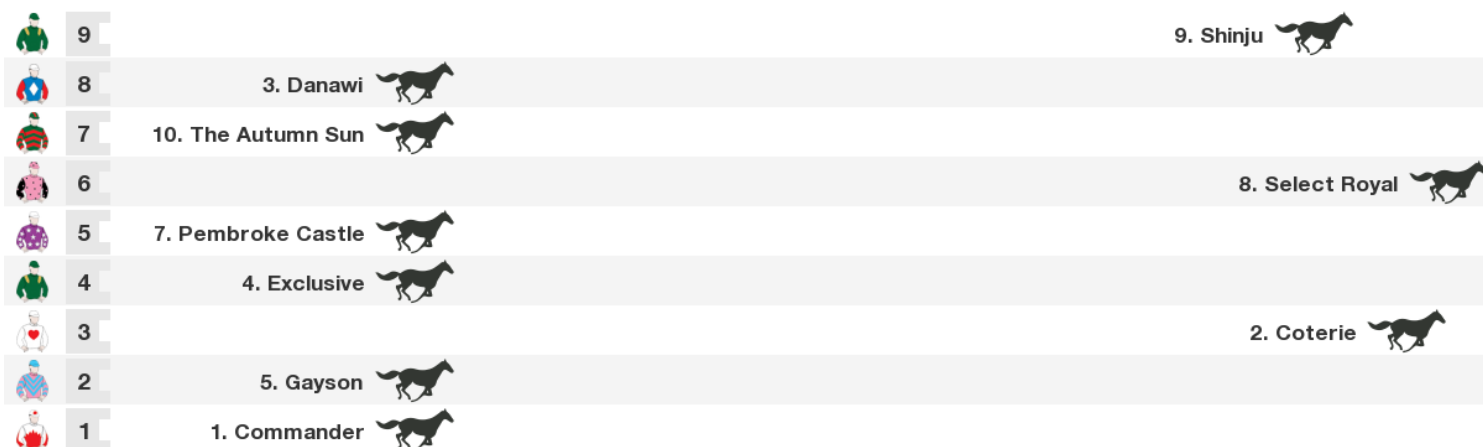 9 9. Shinju
8 3. Danawi
7 10. The Autumn Sun
6 8. Select Royal
5 7. Pembroke Castle
4 4. Exclusive
3 2. Coterie
2 5. Gayson
1 1. Commander